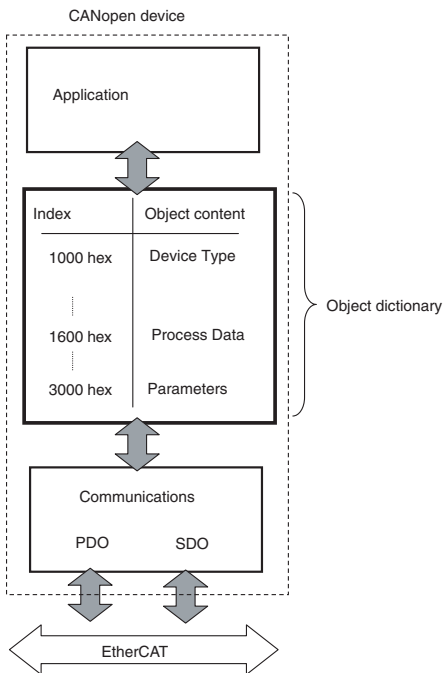 CANopen device
Application
Index Object content
1000 hex Device Type
1600 hex Process Data
3000 hex Parameters
Object dictionary
Communications
PDO SDO
EtherCAT